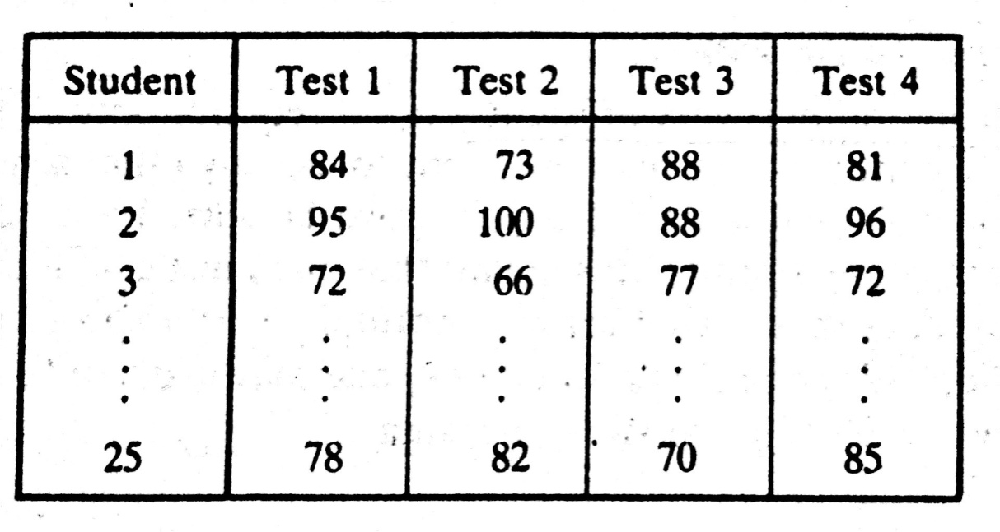 Student Test 1 Test 2 Test 3 Test 4
1 84 73 88 81
2 95 100 88 96
3 72 66 77 72
. . . . .
. . . . .
. . . . .
25 78 82 70 85